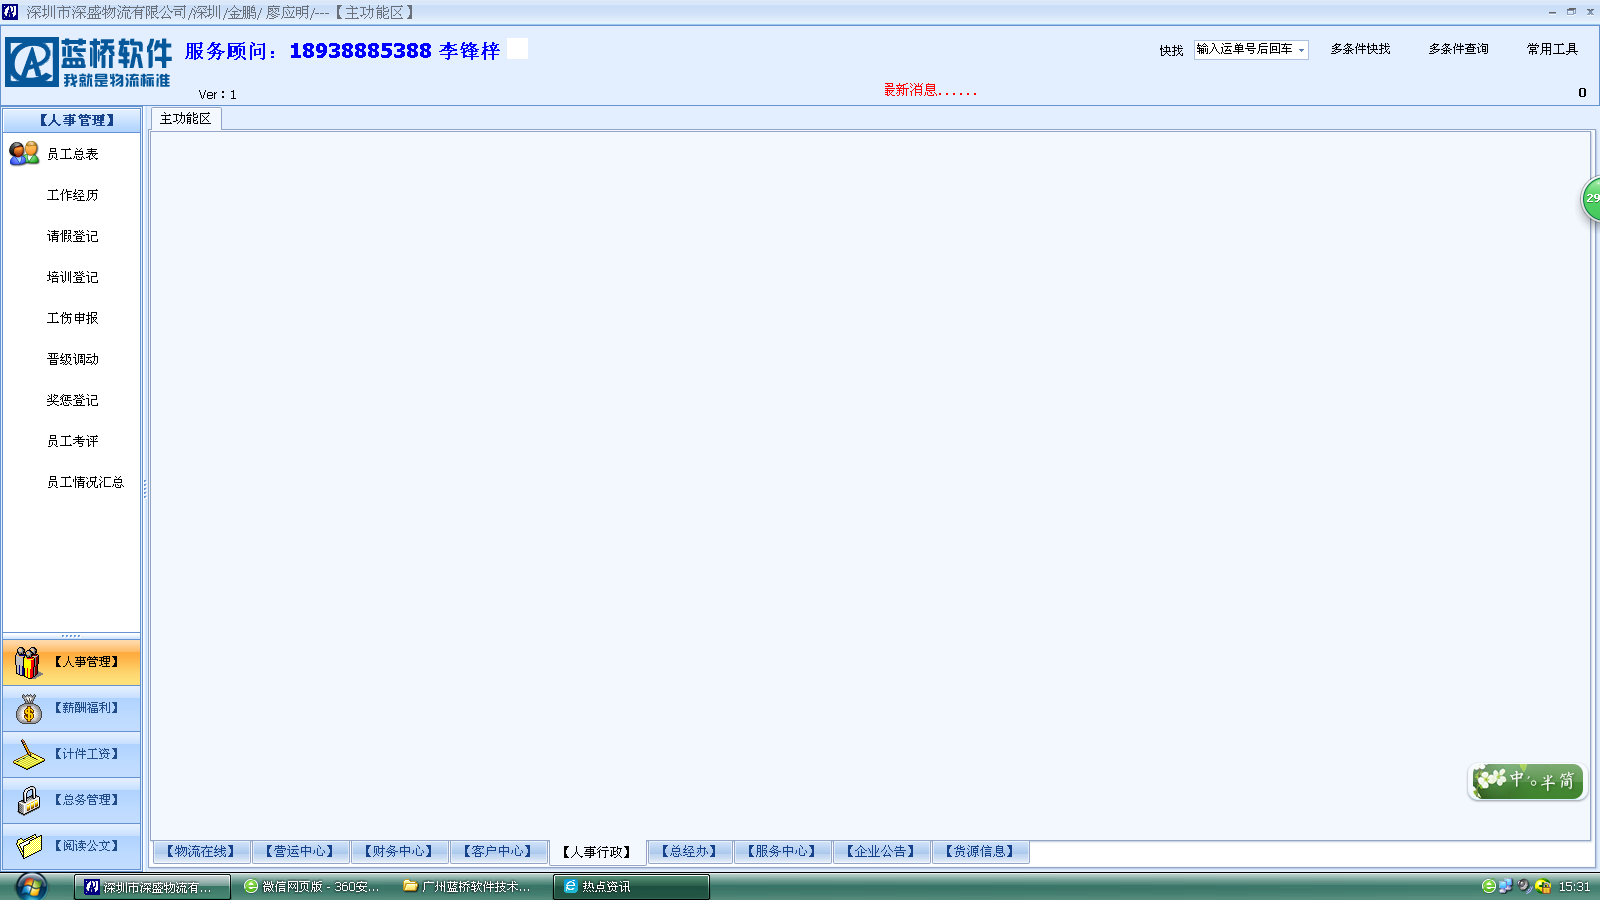 深圳市深盛物流有限公司/深圳/金鹏/ 廖应明/---【主功能区】
蓝桥软件
我就是物流标准
服务顾问：18938885388 李锋梓
Ver：1
快找 输入运单号后回车 多条件快找 多条件查询 常用工具
最新消息......
0
【人事管理】
主功能区
员工总表
工作经历
请假登记
培训登记
工伤申报
晋级调动
奖惩登记
员工考评
员工情况汇总
29
【人事管理】
【薪酬福利】
【计件工资】
【总务管理】
【阅读公文】
中 半 简
【物流在线】 【营运中心】 【财务中心】 【客户中心】 【人事行政】 【总经办】 【服务中心】 【企业公告】 【货源信息】
深圳市深盛物流有... 微信网页版 - 360安... 广州蓝桥软件技术... 热点资讯 15:31